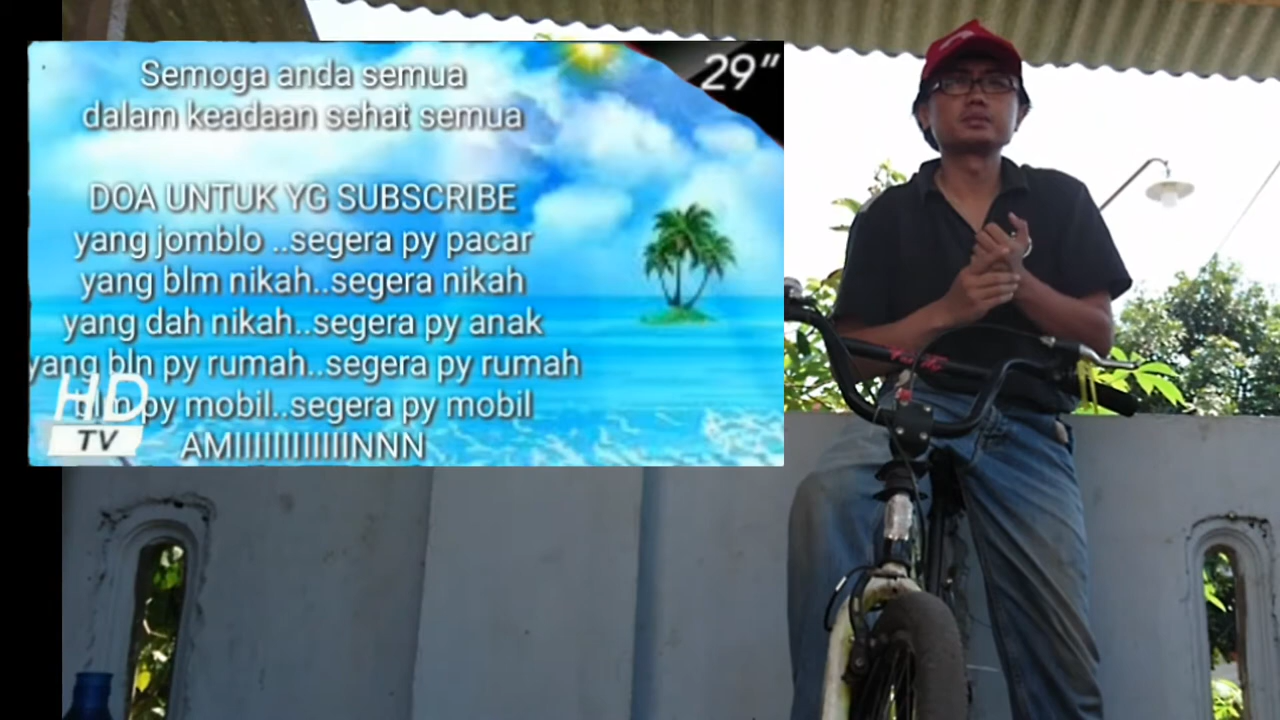 29"
Semoga anda semua
dalam keadaan sehat semua
DOA UNTUK YG SUBSCRIBE
yang jomblo ..segera py pacar
yang blm nikah..segera nikah
yang dah nikah..segera py anak
yang bln py rumah..segera py rumah
blm py mobil..segera py mobil
AMIIIIIIIIIIIINNN
HD
TV